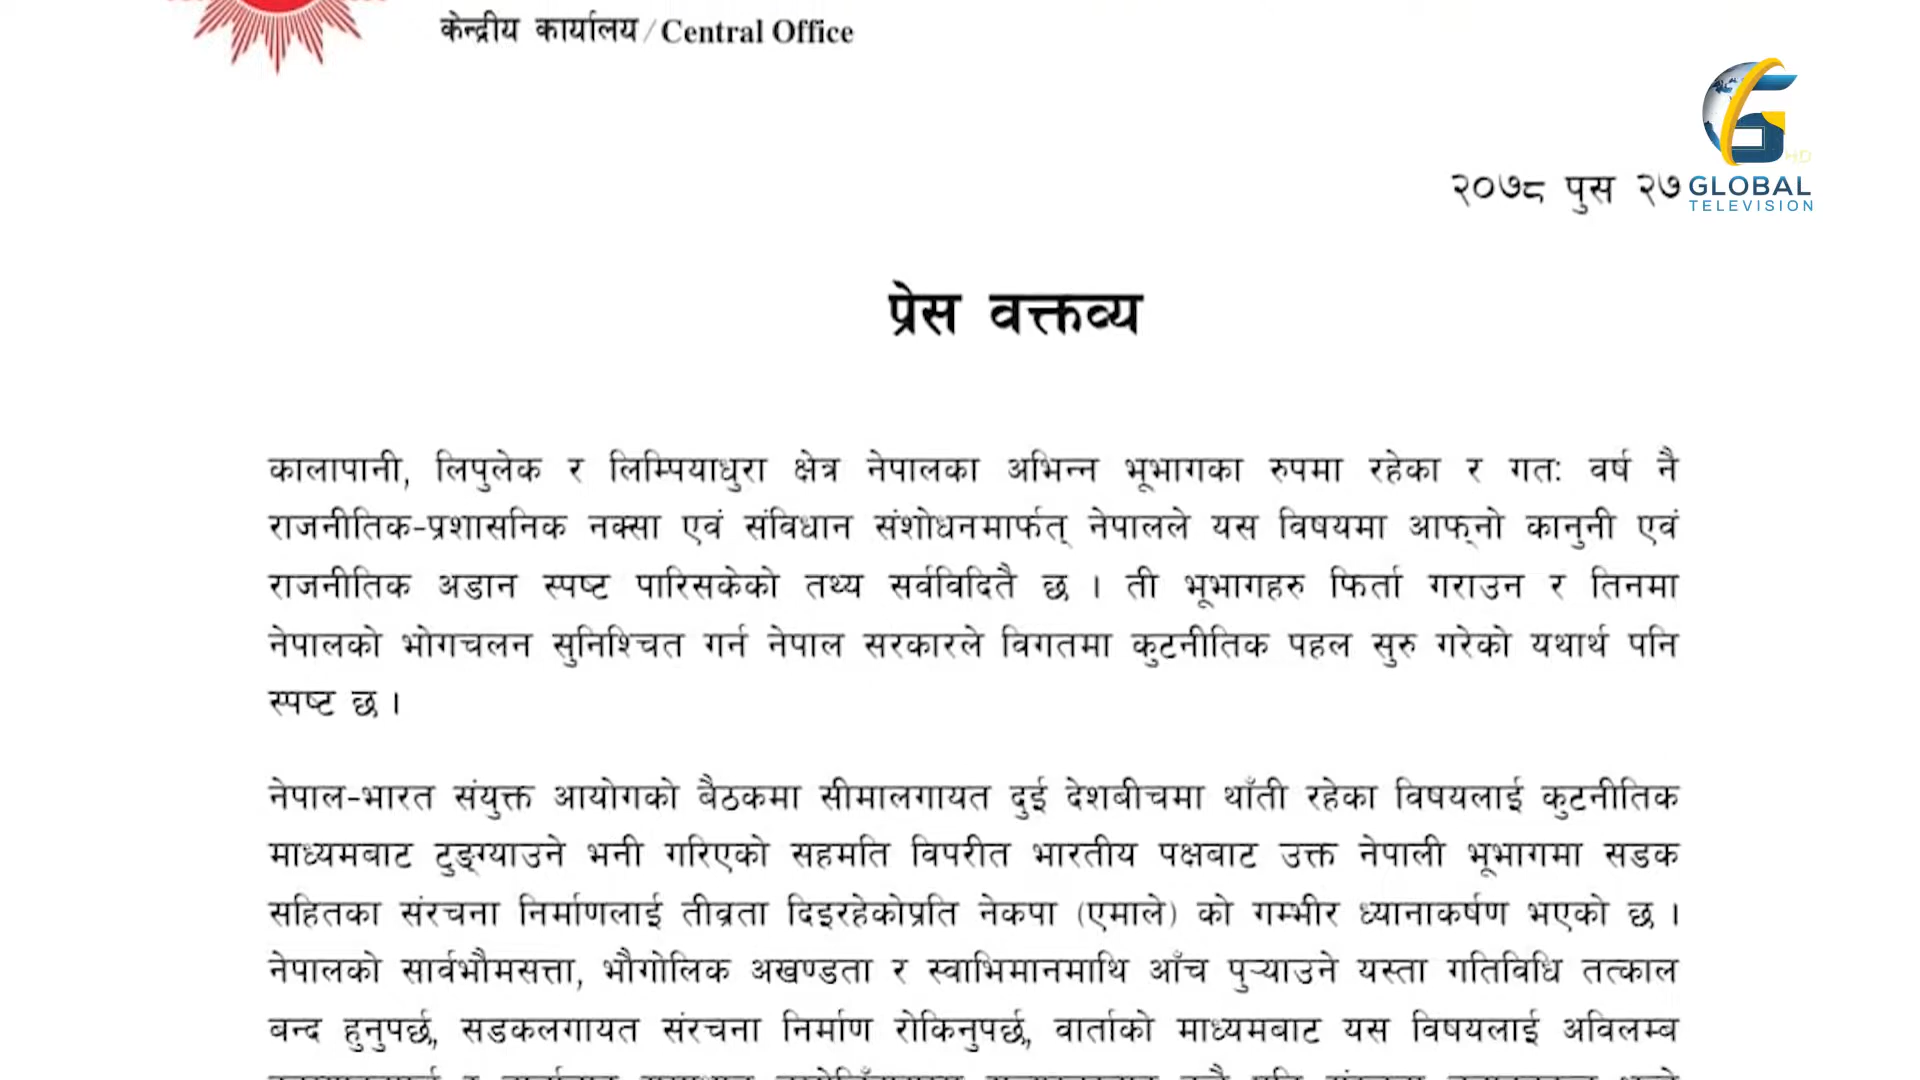 केन्द्रीय कार्यालय/Central Office
HD
२०७८ पुस २७
GLOBAL
TELEVISION
प्रेस वक्तव्य
कालापानी, लिपुलेक र लिम्पियाधुरा क्षेत्र नेपालका अभिन्न भूभागका रुपमा रहेका र गतः वर्ष नै
राजनीतिक-प्रशासनिक नक्सा एवं संविधान संशोधनमार्फत् नेपालले यस विषयमा आफ्‌नो कानुनी एवं
राजनीतिक अडान स्पष्ट पारिसकेको तथ्य सर्वविदितै छ । ती भूभागहरु फिर्ता गराउन र तिनमा
नेपालको भोगचलन सुनिश्चित गर्न नेपाल सरकारले विगतमा कुटनीतिक पहल सुरु गरेको यथार्थ पनि
स्पष्ट छ ।
नेपाल-भारत संयुक्त आयोगको बैठकमा सीमालगायत दुई देशबीचमा थाँती रहेका विषयलाई कुटनीतिक
माध्यमबाट टुङ्ग्याउने भनी गरिएको सहमति विपरीत भारतीय पक्षबाट उक्त नेपाली भूभागमा सडक
सहितका संरचना निर्माणलाई तीव्रता दिइरहेकोप्रति नेकपा (एमाले) को गम्भीर ध्यानाकर्षण भएको छ ।
नेपालको सार्वभौमसत्ता, भौगोलिक अखण्डता र स्वाभिमानमाथि आँच पुर्‍याउने यस्ता गतिविधि तत्काल
बन्द हुनुपर्छ, सडकलगायत संरचना निर्माण रोकिनुपर्छ, वार्ताको माध्यमबाट यस विषयलाई अविलम्ब